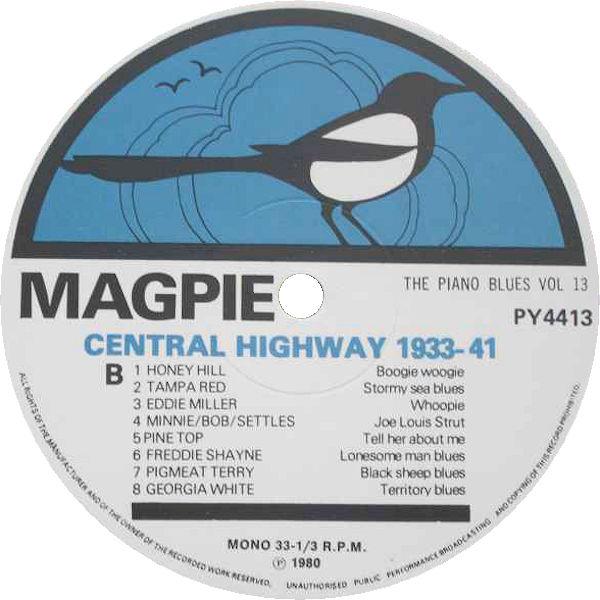 MAGPIE
THE PIANO BLUES VOL 13
PY4413
CENTRAL HIGHWAY 1933-41
B
1 HONEY HILL Boogie woogie
2 TAMPA RED Stormy sea blues
3 EDDIE MILLER Whoopie
4 MINNIE/BOB/SETTLES Joe Louis Strut
5 PINE TOP Tell her about me
6 FREDDIE SHAYNE Lonesome man blues
7 PIGMEAT TERRY Black sheep blues
8 GEORGIA WHITE Territory blues
MONO 33-1/3 R.P.M.
℗ 1980
ALL RIGHTS OF THE MANUFACTURER AND OF THE OWNER OF THE RECORDED WORK RESERVED. UNAUTHORISED PUBLIC PERFORMANCE BROADCASTING AND COPYING OF THIS RECORD PROHIBITED.